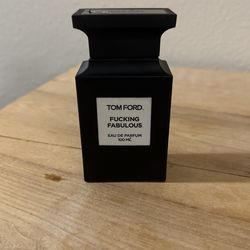 TOM FORD
FUCKING
FABULOUS
EAU DE PARFUM
100 ML